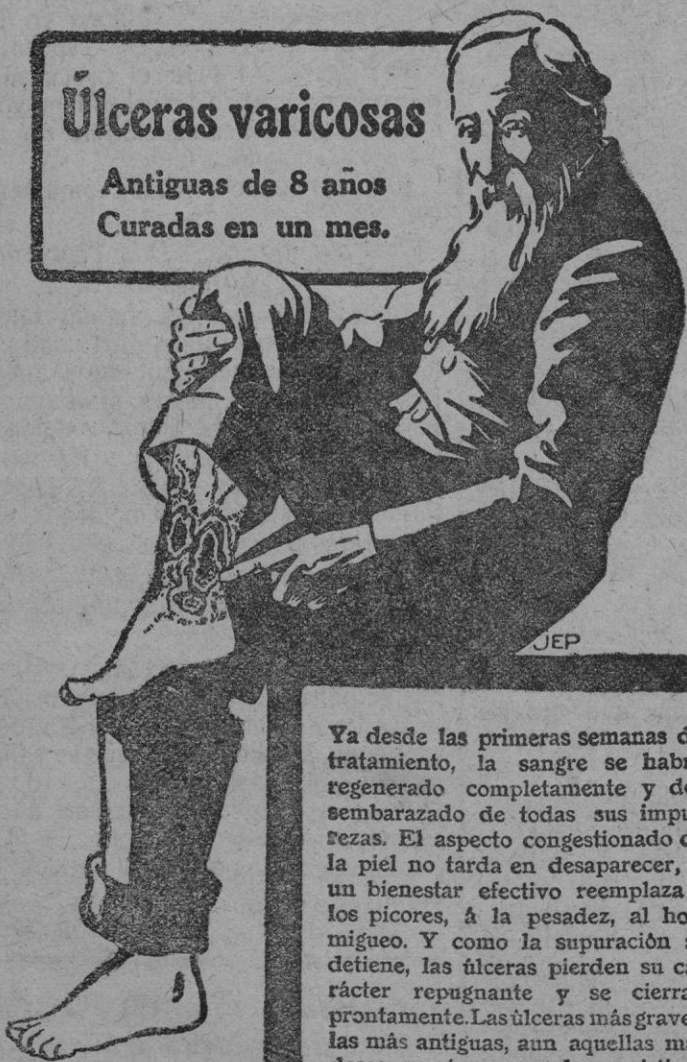 Úlceras varicosas
Antiguas de 8 años
Curadas en un mes.
JEP
Ya desde las primeras semanas
tratamiento, la sangre se
regenerado completamente y
sembarazado de todas sus impu
rezas. El aspecto congestionado
la piel no tarda en desaparecer,
un bienestar efectivo reemplaza
los picores, á la pesadez, al
migueo. Y como la supuración
detiene, las úlceras pierden su
rácter repugnante y se
prontamente. Las úlceras más
las más antiguas, aun aquellas